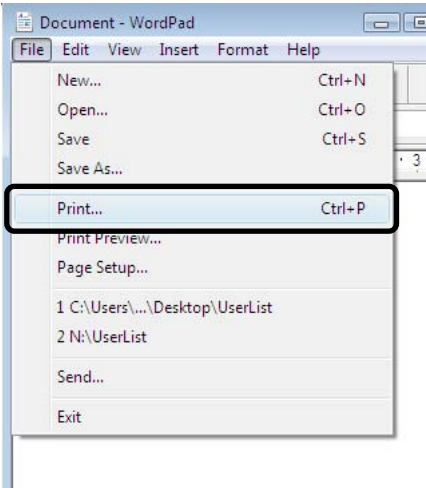 Document - WordPad
File Edit View Insert Format Help
New... Ctrl+N
Open... Ctrl+O
Save Ctrl+S
Save As...
3
Print... Ctrl+P
Print Preview...
Page Setup...
1 C:\Users\...\Desktop\UserList
2 N:\UserList
Send...
Exit